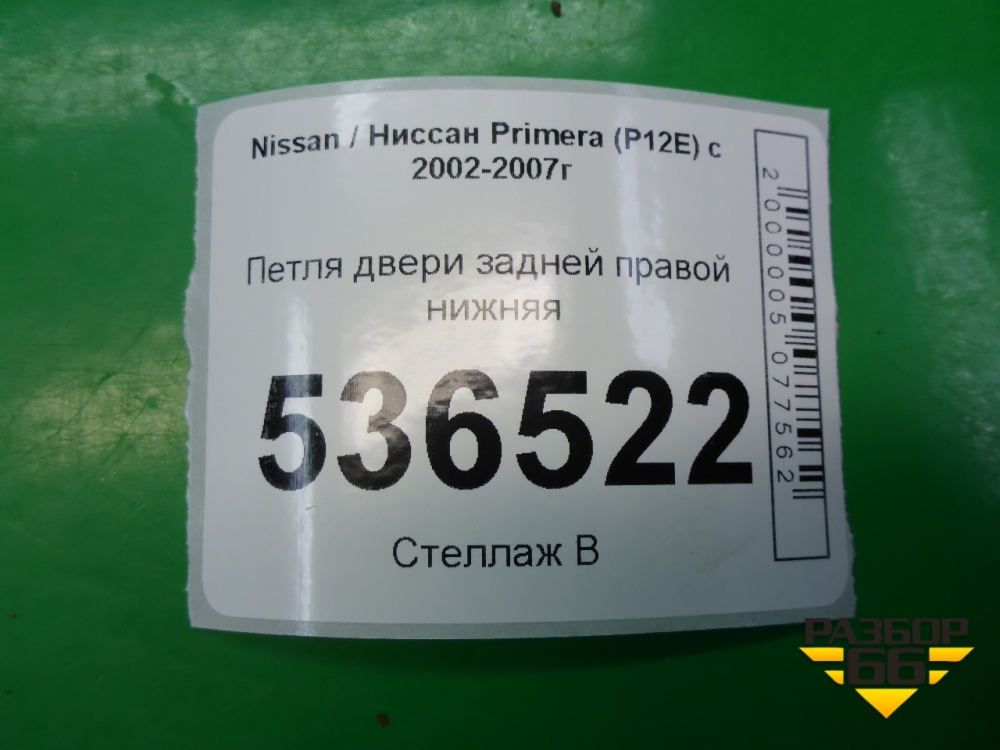 Nissan / Ниссан Primera (P12E) с
2002-2007г
Петля двери задней правой
нижняя
536522
Стеллаж В
2000005077562
РАЗБОР
66